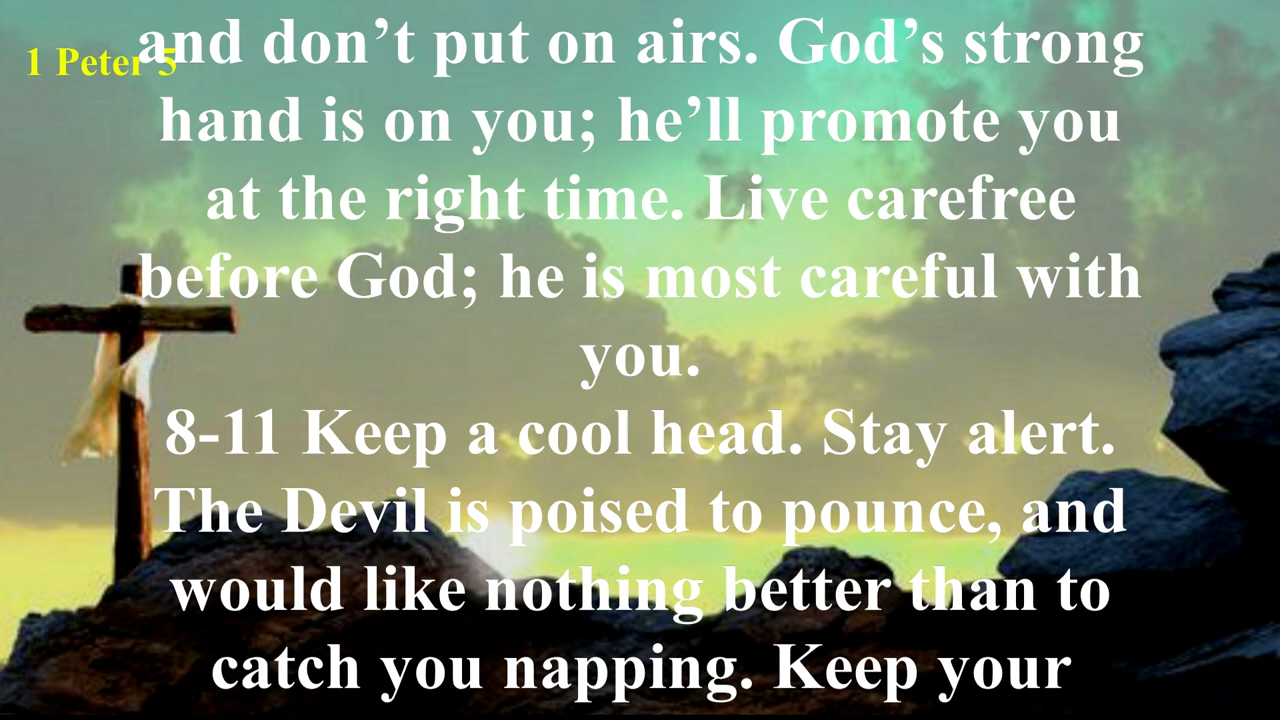 1 Peter 5
and don’t put on airs. God’s strong
hand is on you; he’ll promote you
at the right time. Live carefree
before God; he is most careful with
you.
8-11 Keep a cool head. Stay alert.
The Devil is poised to pounce, and
would like nothing better than to
catch you napping. Keep your